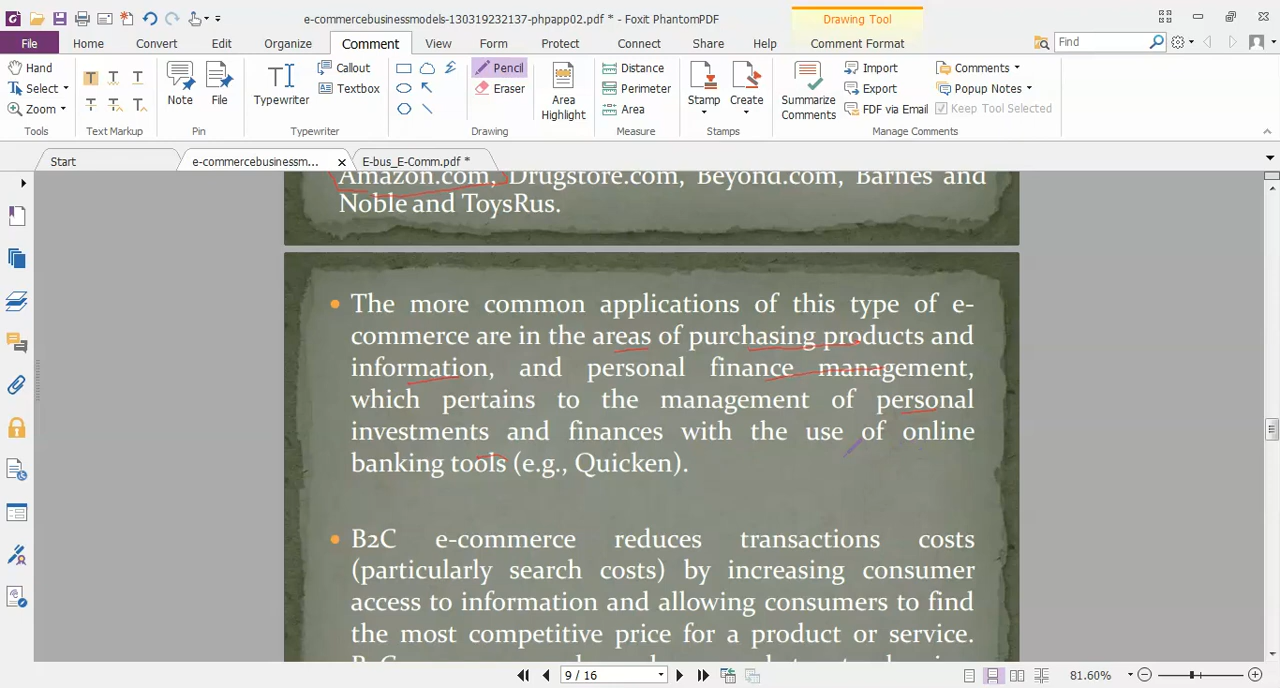 e-commercebusinessmodels-130319232137-phpapp02.pdf * - Foxit PhantomPDF
Drawing Tool
File Home Convert Edit Organize Comment View Form Protect Connect Share Help Comment Format Find
Hand
Select
Zoom
Tools
Text Markup
Note
File
Pin
Typewriter
Callout
Textbox
Typewriter
Pencil
Eraser
Drawing
Area
Highlight
Distance
Perimeter
Area
Measure
Stamp
Create
Stamps
Summarize
Comments
Import
Export
FDF via Email
Comments
Popup Notes
Keep Tool Selected
Manage Comments
Start
e-commercebusinessm...
E-bus_E-Comm.pdf *
Amazon.com, Drugstore.com, Beyond.com, Barnes and
Noble and ToysRus.
The more common applications of this type of e-
commerce are in the areas of purchasing products and
information, and personal finance management,
which pertains to the management of personal
investments and finances with the use of online
banking tools (e.g., Quicken).
B2C e-commerce reduces transactions costs
(particularly search costs) by increasing consumer
access to information and allowing consumers to find
the most competitive price for a product or service.
9 / 16
81.60%